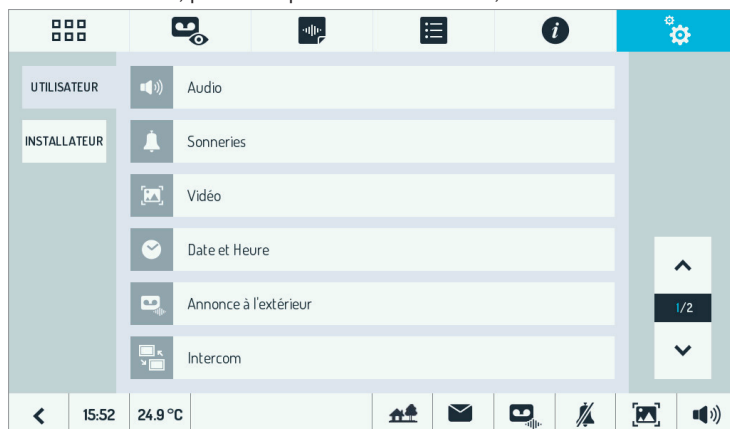 UTILISATEUR
Audio
INSTALLATEUR
Sonneries
Vidéo
Date et Heure
Annonce à l'extérieur
1/2
Intercom
15:52 24.9 °C